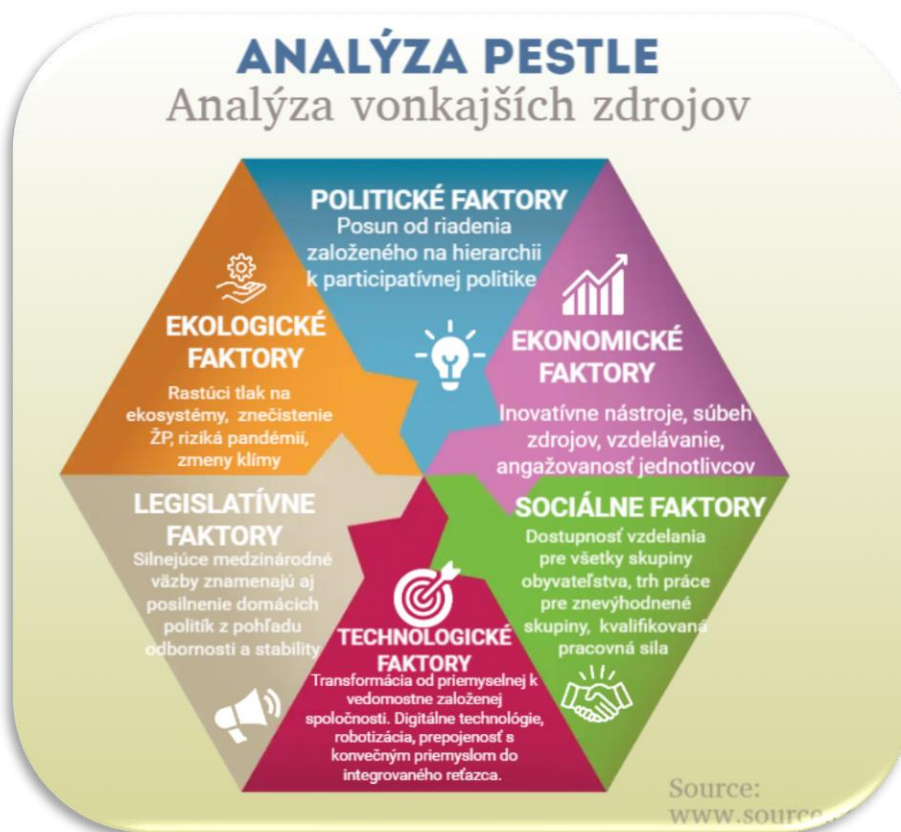 ANALÝZA PESTLE
Analýza vonkajších zdrojov
POLITICKÉ FAKTORY
Posun od riadenia
založeného na hierarchii
k participatívnej politike
EKONOMICKÉ
FAKTORY
Inovatívne nástroje, súbeh
zdrojov, vzdelávanie,
angažovanosť jednotlivcov
SOCIÁLNE FAKTORY
Dostupnosť vzdelania
pre všetky skupiny
obyvateľstva, trh práce
pre znevýhodnené
skupiny, kvalifikovaná
pracovná sila
TECHNOLOGICKÉ
FAKTORY
Transformácia od priemyselnej k
vedomostne založenej
spoločnosti. Digitálne technológie,
robotizácia, prepojenosť s
konvečným priemyslom do
integrovaného reťazca.
LEGISLATÍVNE
FAKTORY
Silnejúce medzinárodné
väzby znamenajú aj
posilnenie domácich
politík z pohľadu
odbornosti a stability
EKOLOGICKÉ
FAKTORY
Rastúci tlak na
ekosystémy, znečistenie
ŽP, riziká pandémií,
zmeny klímy
Source: